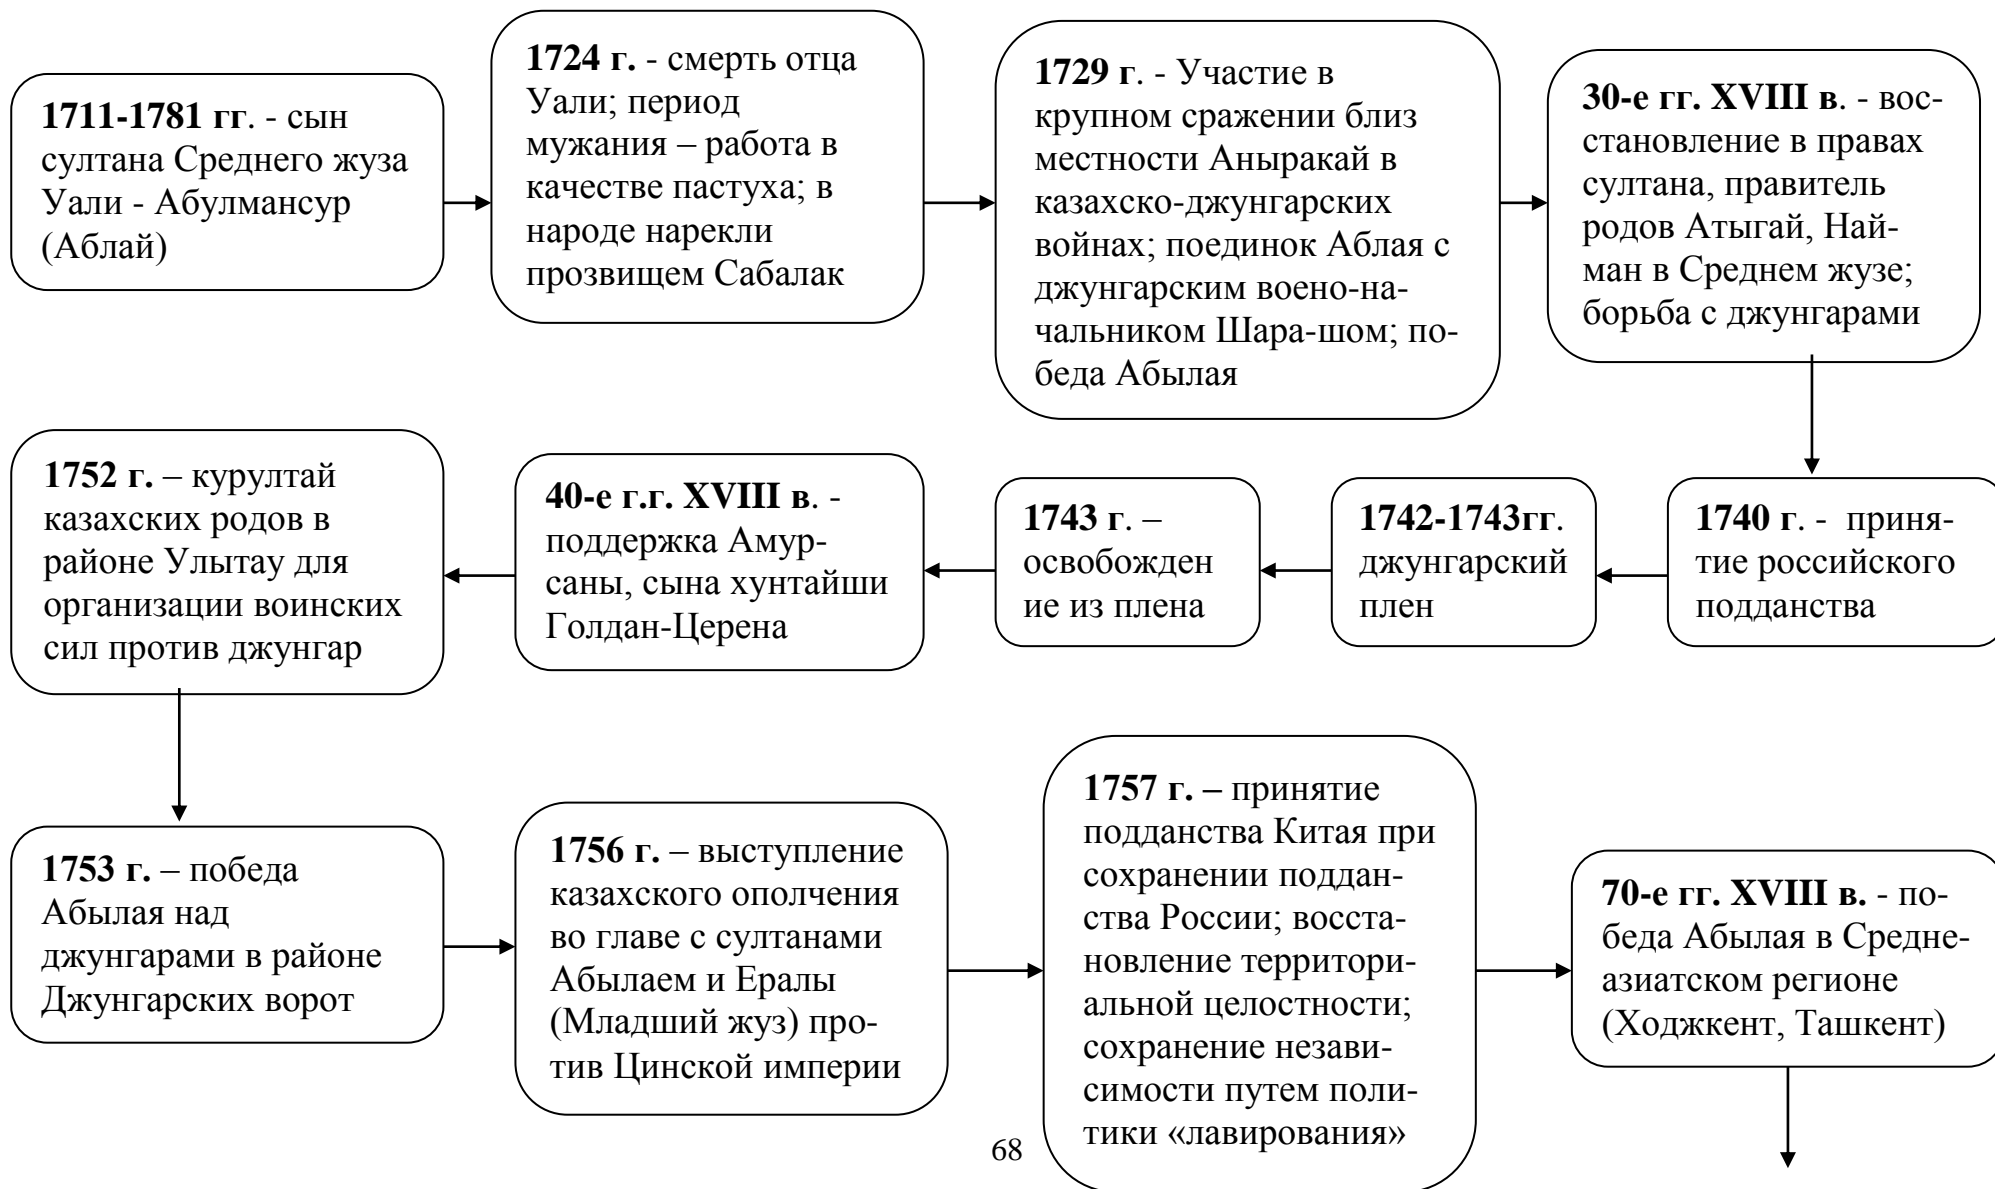 1711-1781 гг. - сын
султана Среднего жуза
Уали - Абулмансур
(Аблай)
1724 г. - смерть отца
Уали; период
мужания – работа в
качестве пастуха; в
народе нарекли
прозвищем Сабалак
1729 г. - Участие в
крупном сражении близ
местности Аныракай в
казахско-джунгарских
войнах; поединок Аблая с
джунгарским воено-на-
чальником Шара-шом; по-
беда Абылая
30-е гг. XVIII в. - вос-
становление в правах
султана, правитель
родов Атыгай, Най-
ман в Среднем жузе;
борьба с джунгарами
1740 г. - приня-
тие российского
подданства
1742-1743гг.
джунгарский
плен
1743 г. –
освобожден
ие из плена
40-е г.г. XVIII в. -
поддержка Амур-
саны, сына хунтайши
Голдан-Церена
1752 г. – курултай
казахских родов в
районе Улытау для
организации воинских
сил против джунгар
1753 г. – победа
Абылая над
джунгарами в районе
Джунгарских ворот
1756 г. – выступление
казахского ополчения
во главе с султанами
Абылаем и Ералы
(Младший жуз) про-
тив Цинской империи
1757 г. – принятие
подданства Китая при
сохранении поддан-
ства России; восста-
новление территори-
альной целостности;
сохранение незави-
симости путем поли-
тики «лавирования»
70-е гг. XVIII в. - по-
беда Абылая в Средне-
азиатском регионе
(Ходжкент, Ташкент)
68